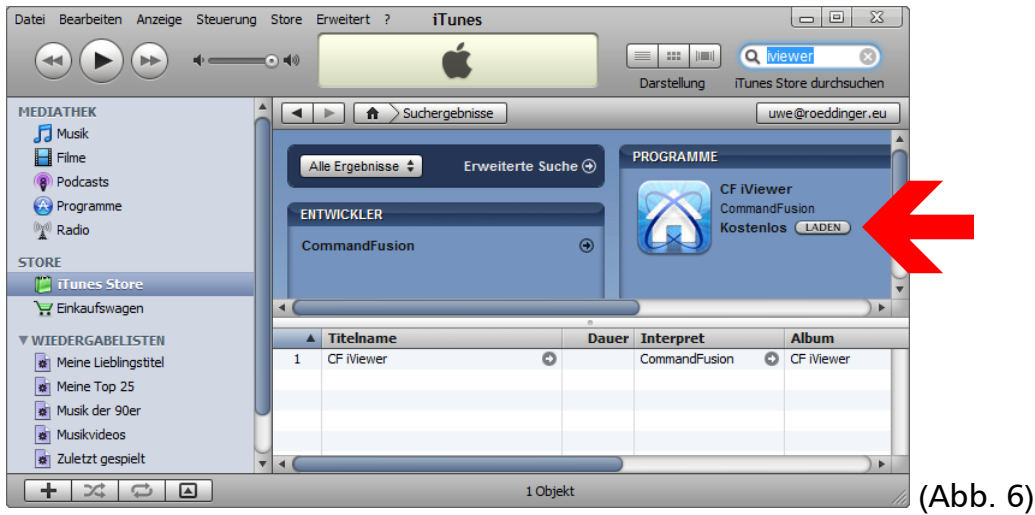 Datei Bearbeiten Anzeige Steuerung Store Erweitert ? iTunes
iviewer
Darstellung iTunes Store durchsuchen
MEDIATHEK
Musik
Filme
Podcasts
Programme
Radio
STORE
iTunes Store
Einkaufswagen
WIEDERGABELISTEN
Meine Lieblingstitel
Meine Top 25
Musik der 90er
Musikvideos
Zuletzt gespielt
Suchergebnisse
uwe@roeddinger.eu
Alle Ergebnisse Erweiterte Suche
ENTWICKLER
CommandFusion
PROGRAMME
CF iViewer
CommandFusion
Kostenlos LADEN
Titelname Dauer Interpret Album
1 CF iViewer CommandFusion CF iViewer
1 Objekt
(Abb. 6)